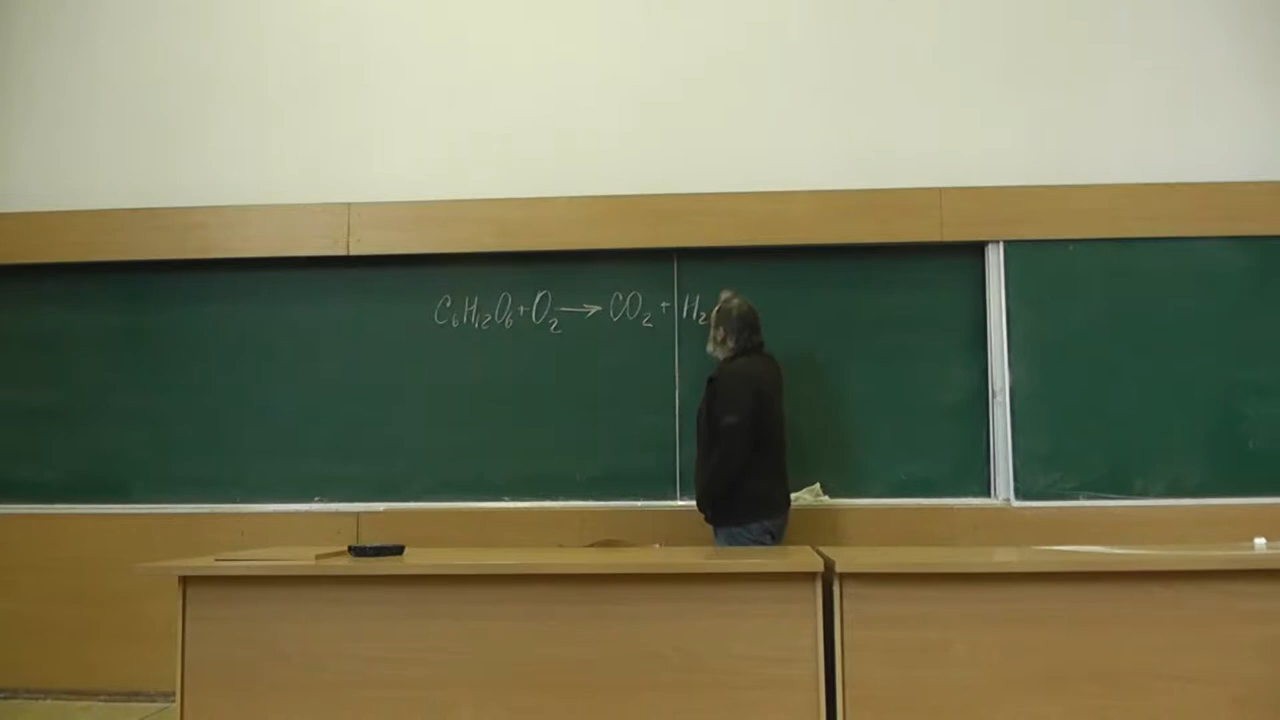 C₆H₁₂O₆ + O₂ → CO₂ + H₂